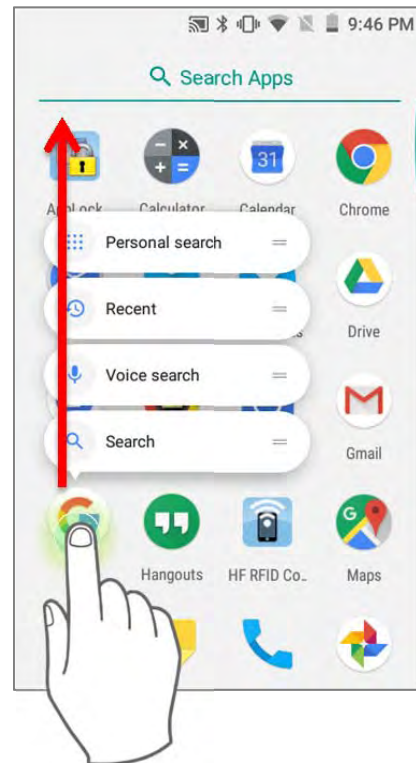 9:46 PM
Search Apps
AppLock Calculator Calendar Chrome
31
Personal search
Recent
Drive
Voice search
Search
Gmail
Hangouts HF RFID Co.. Maps